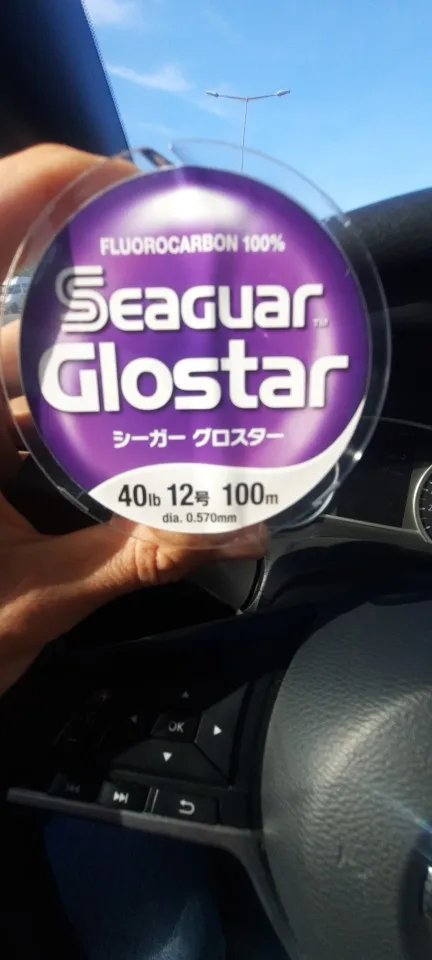 FLUOROCARBON 100%
SEAGUAR™
Glostar
シーガー グロスター
40lb 12号 100m
dia. 0.570mm
OK